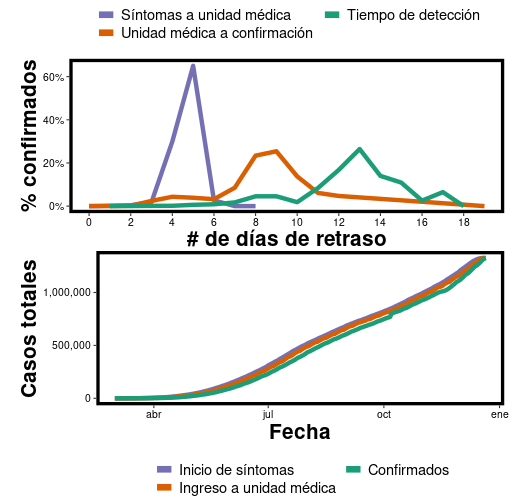 Síntomas a unidad médica Tiempo de detección
Unidad médica a confirmación
% confirmados
60%
40%
20%
0%
0 2 4 6 8 10 12 14 16 18
# de días de retraso
Casos totales
1,000,000
500,000
0
abr jul oct ene
Fecha
Inicio de síntomas Confirmados
Ingreso a unidad médica